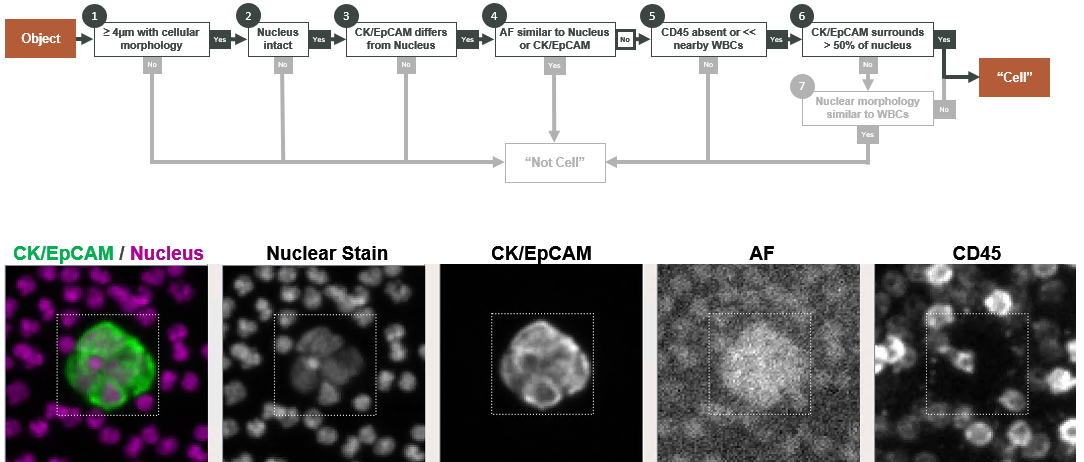 Object
1
≥ 4µm with cellular
morphology
Yes
No
2
Nucleus
intact
Yes
No
3
CK/EpCAM differs
from Nucleus
Yes
No
4
AF similar to Nucleus
or CK/EpCAM
No
Yes
5
CD45 absent or <<
nearby WBCs
Yes
No
6
CK/EpCAM surrounds
> 50% of nucleus
Yes
No
"Cell"
7
Nuclear morphology
similar to WBCs
No
Yes
"Not Cell"
CK/EpCAM / Nucleus
Nuclear Stain
CK/EpCAM
AF
CD45